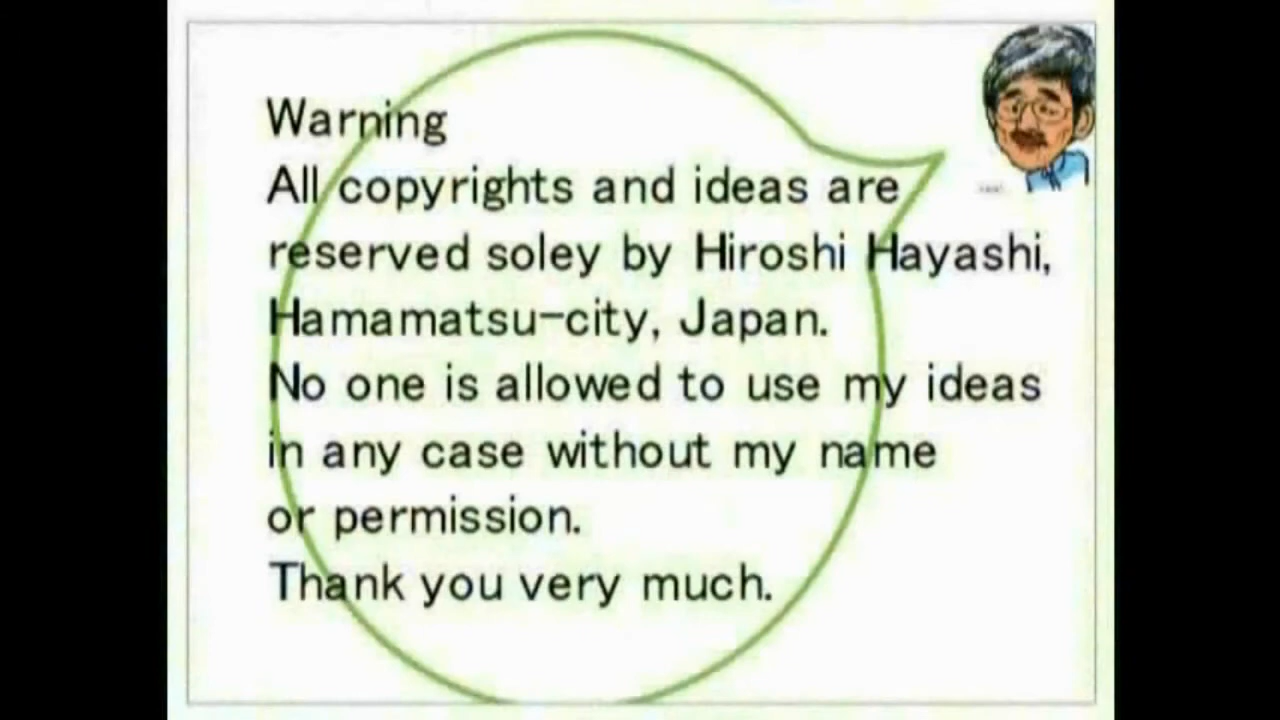 Warning
All copyrights and ideas are
reserved soley by Hiroshi Hayashi,
Hamamatsu-city, Japan.
No one is allowed to use my ideas
in any case without my name
or permission.
Thank you very much.